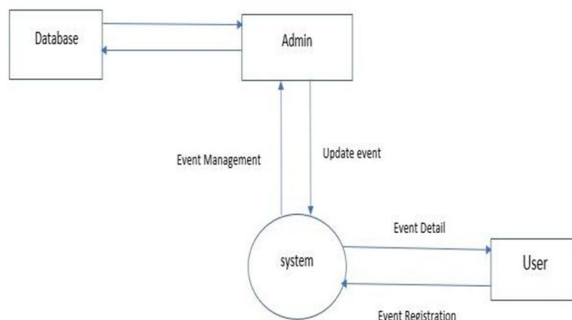 Database
Admin
Event Management
Update event
Event Detail
system
User
Event Registration